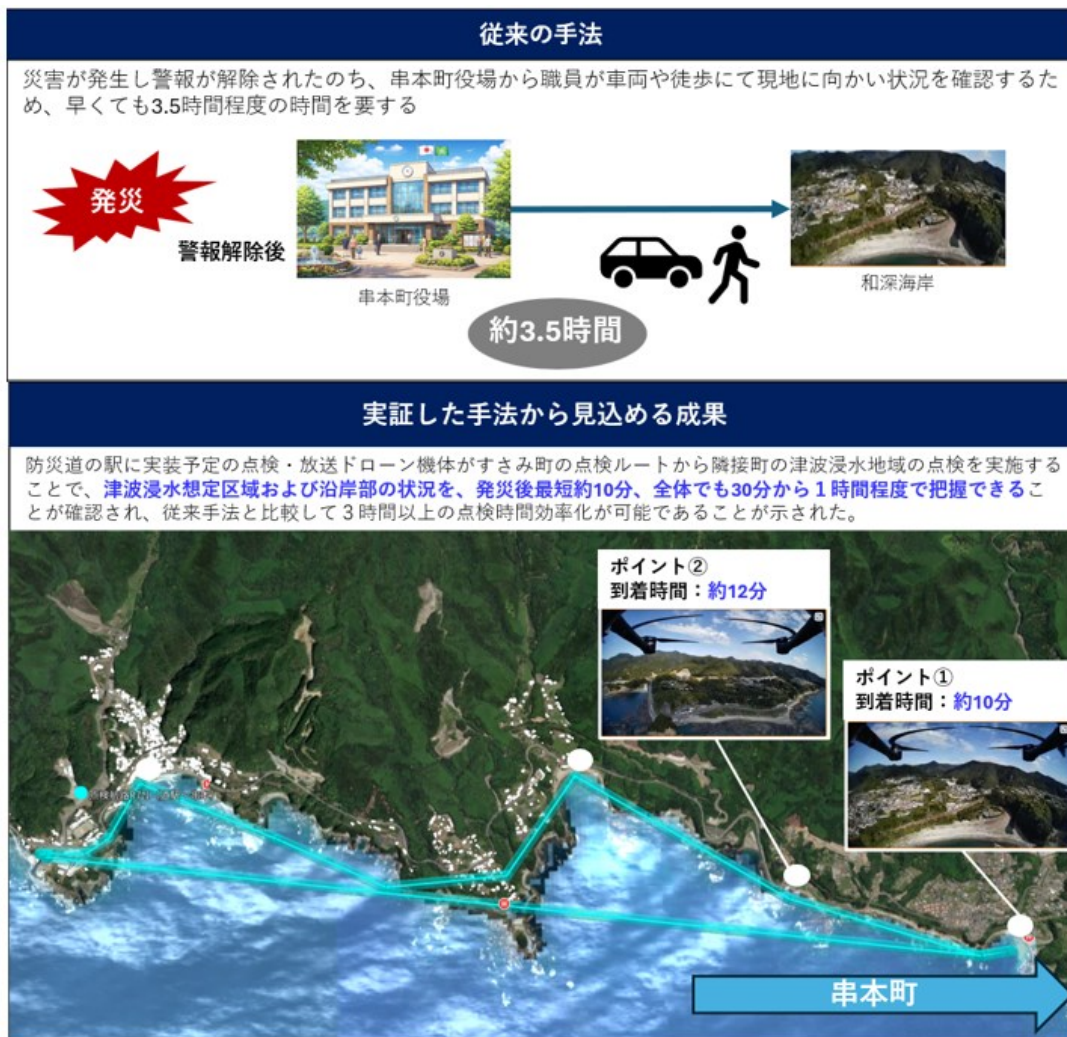 従来の手法
災害が発生し警報が解除されたのち、串本町役場から職員が車両や徒歩にて現地に向かい状況を確認するた
め、早くても3.5時間程度の時間を要する
発災
警報解除後
串本町役場
和深海岸
約3.5時間
実証した手法から見込める成果
防災道の駅に実装予定の点検・放送ドローン機体がすさみ町の点検ルートから隣接町の津波浸水地域の点検を実施する
ことで、津波浸水想定区域および沿岸部の状況を、発災後最短約10分、全体でも30分から１時間程度で把握できるこ
とが確認され、従来手法と比較して３時間以上の点検時間効率化が可能であることが示された。
ポイント②
到着時間：約12分
ポイント①
到着時間：約10分
串本町